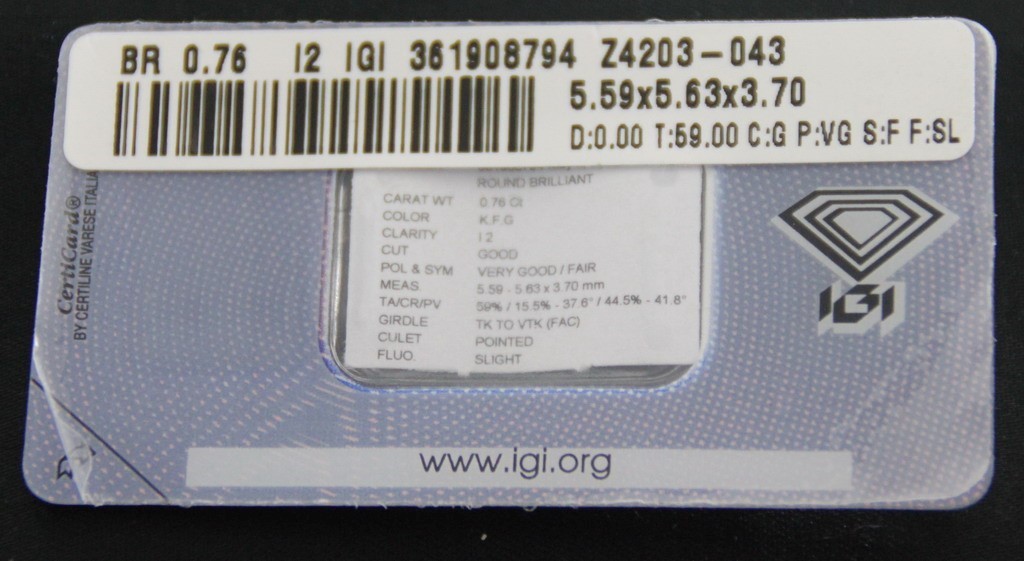 BR 0.76 I2 IGI 361908794 Z4203-043
5.59x5.63x3.70
D:0.00 T:59.00 C:G P:VG S:F F:SL
CertiCard®
BY CERTILINE VARESE ITALIA
ROUND BRILLIANT
CARAT WT 0.76 Ct
COLOR K.F.G
CLARITY I 2
CUT GOOD
POL & SYM VERY GOOD / FAIR
MEAS. 5.59 - 5.63 x 3.70 mm
TA/CR/PV 59% / 15.5% - 37.6° / 44.5% - 41.8°
GIRDLE TK TO VTK (FAC)
CULET POINTED
FLUO. SLIGHT
IGI
www.igi.org